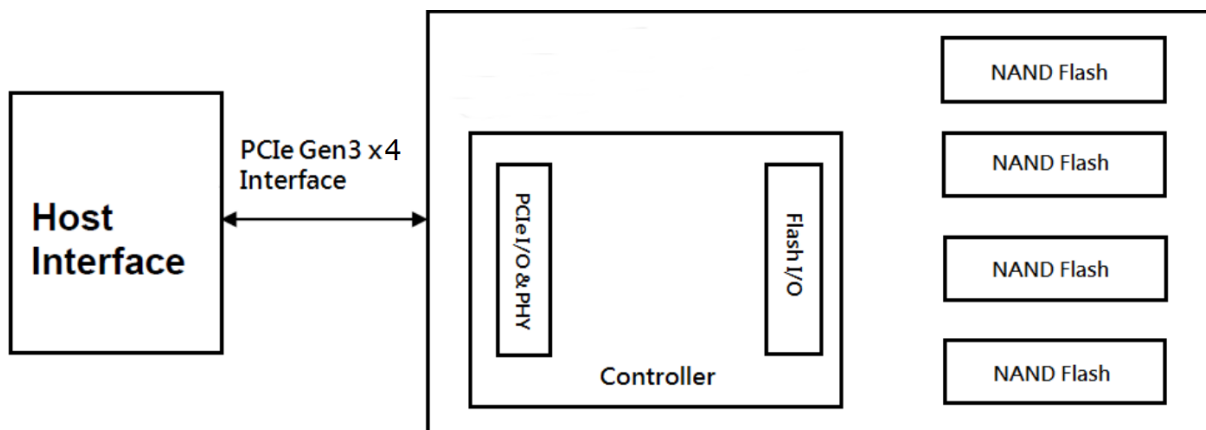 Host
Interface
PCIe Gen3 x4
Interface
PCIe I/O & PHY
Flash I/O
Controller
NAND Flash
NAND Flash
NAND Flash
NAND Flash